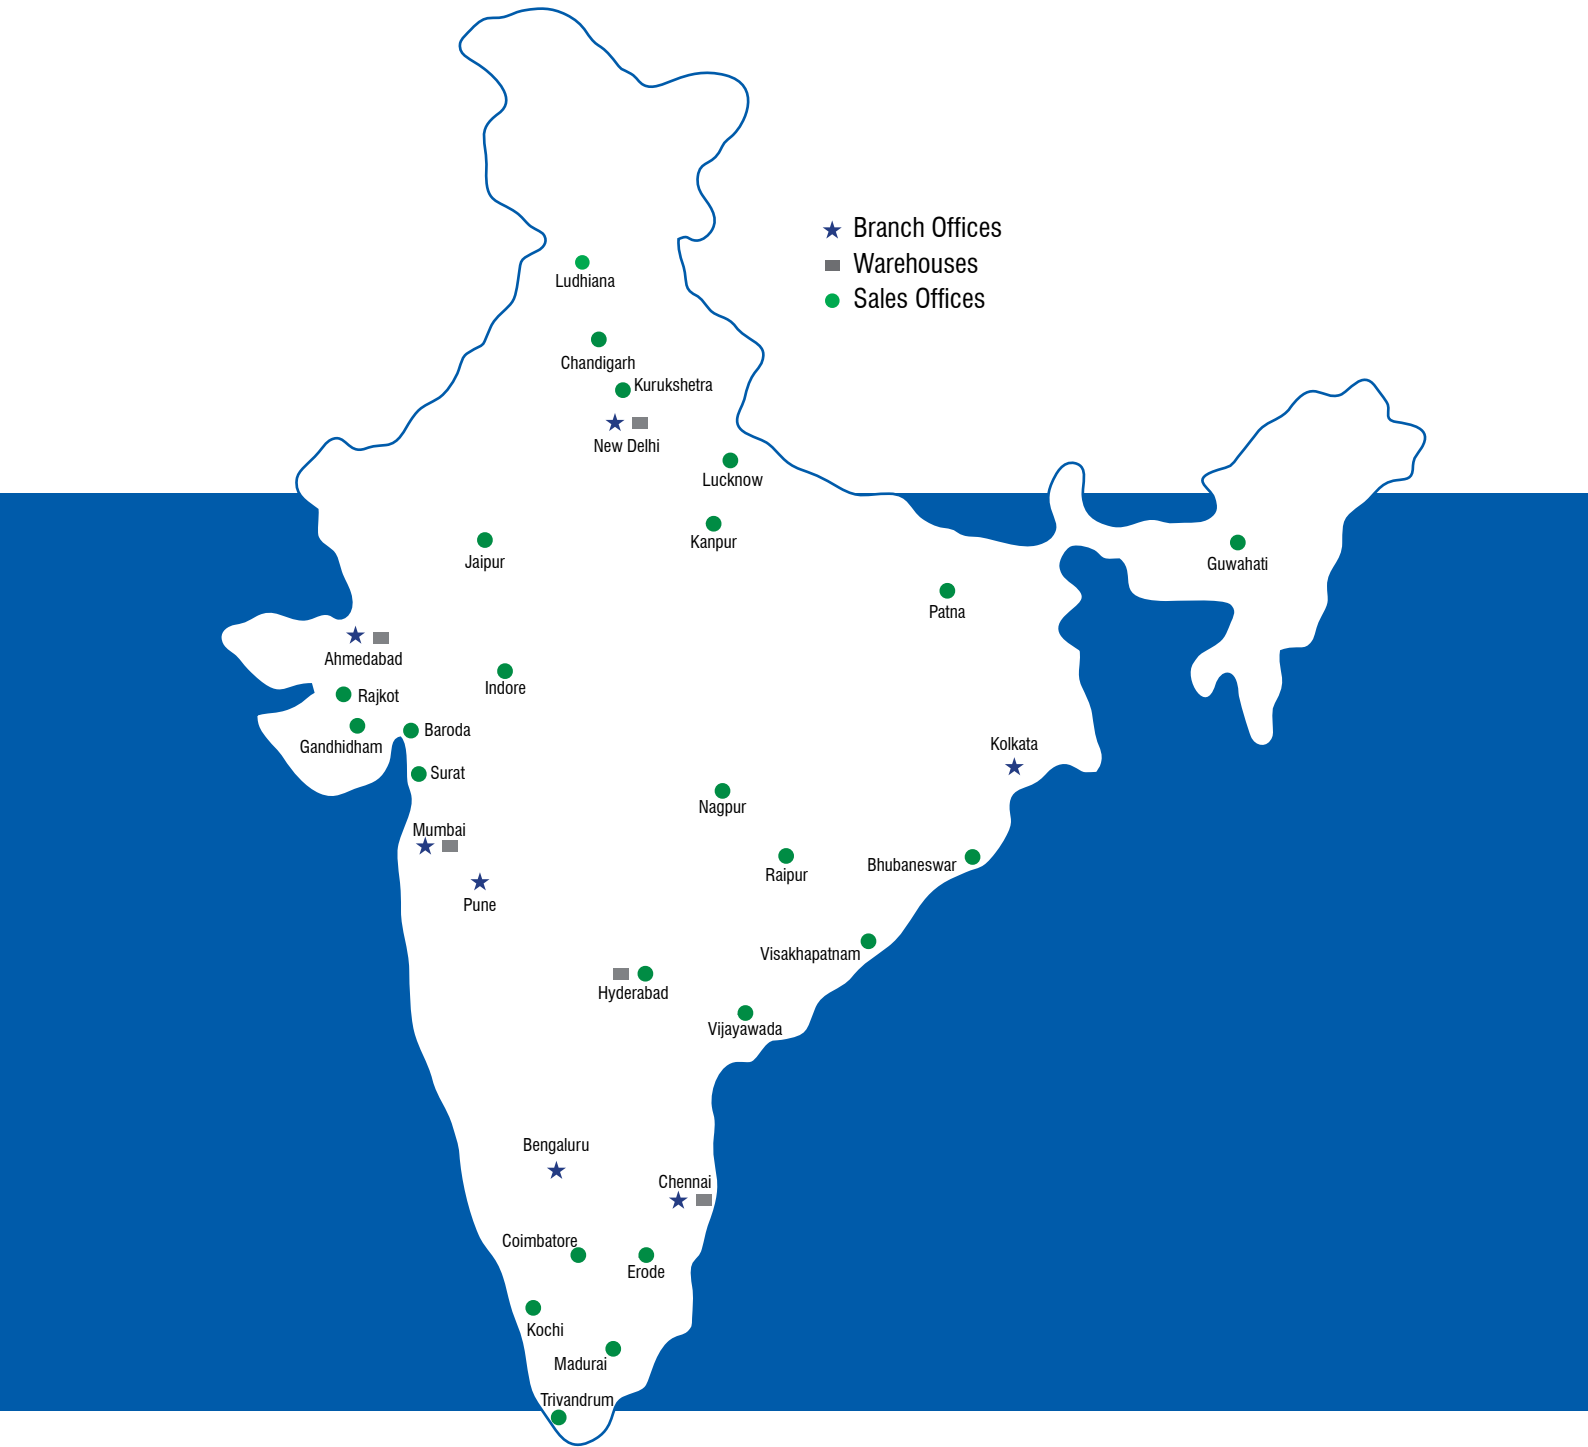 Branch Offices
Warehouses
Sales Offices
Ludhiana
Chandigarh
Kurukshetra
New Delhi
Lucknow
Kanpur
Jaipur
Guwahati
Patna
Ahmedabad
Indore
Rajkot
Baroda
Gandhidham
Kolkata
Surat
Nagpur
Mumbai
Bhubaneswar
Raipur
Pune
Visakhapatnam
Hyderabad
Vijayawada
Bengaluru
Chennai
Coimbatore
Erode
Kochi
Madurai
Trivandrum